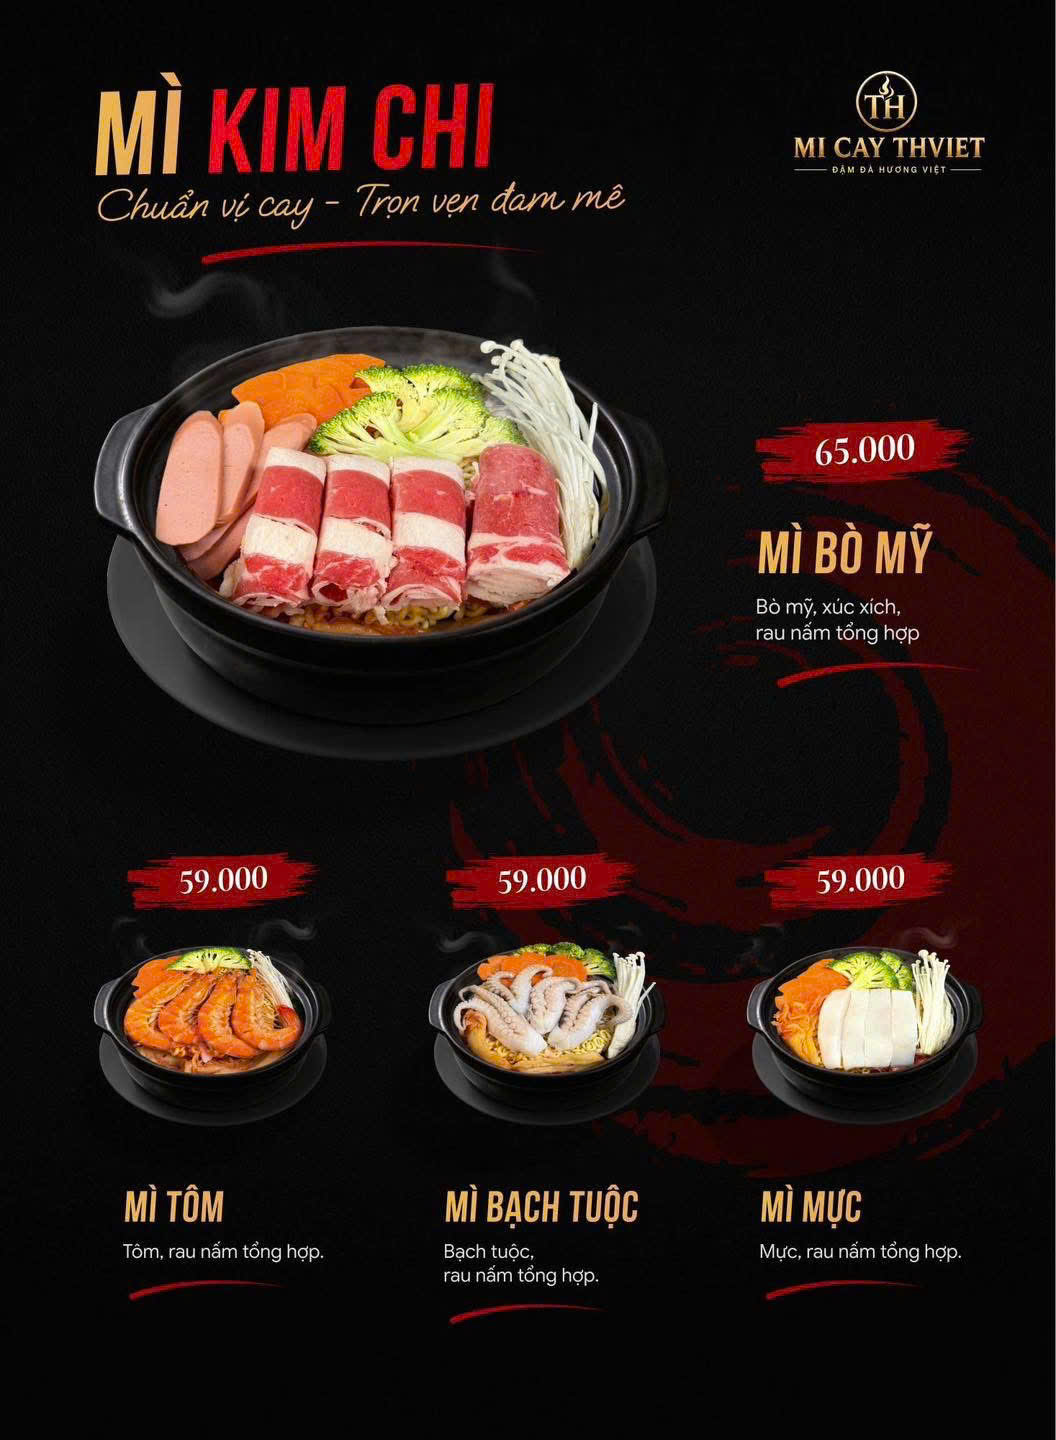 MÌ KIM CHI
Chuẩn vị cay - Trọn vẹn đam mê
TH
MI CAY THVIET
ĐẬM ĐÀ HƯƠNG VIỆT
65.000
MÌ BÒ MỸ
Bò mỹ, xúc xích,
rau nấm tổng hợp
59.000
MÌ TÔM
Tôm, rau nấm tổng hợp.
59.000
MÌ BẠCH TUỘC
Bạch tuộc,
rau nấm tổng hợp.
59.000
MÌ MỰC
Mực, rau nấm tổng hợp.